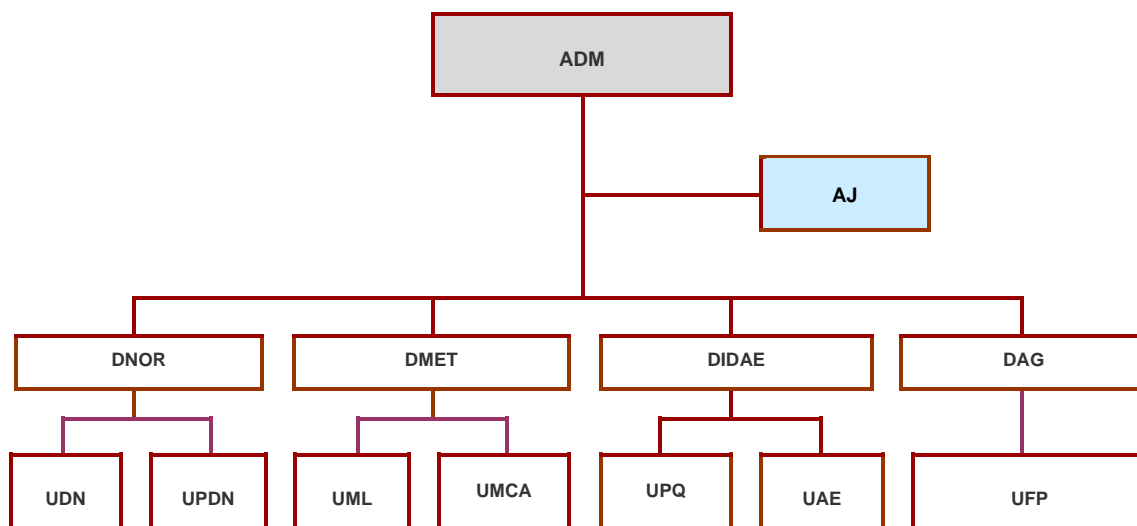 ADM
AJ
DNOR
DMET
DIDAE
DAG
UDN
UPDN
UML
UMCA
UPQ
UAE
UFP